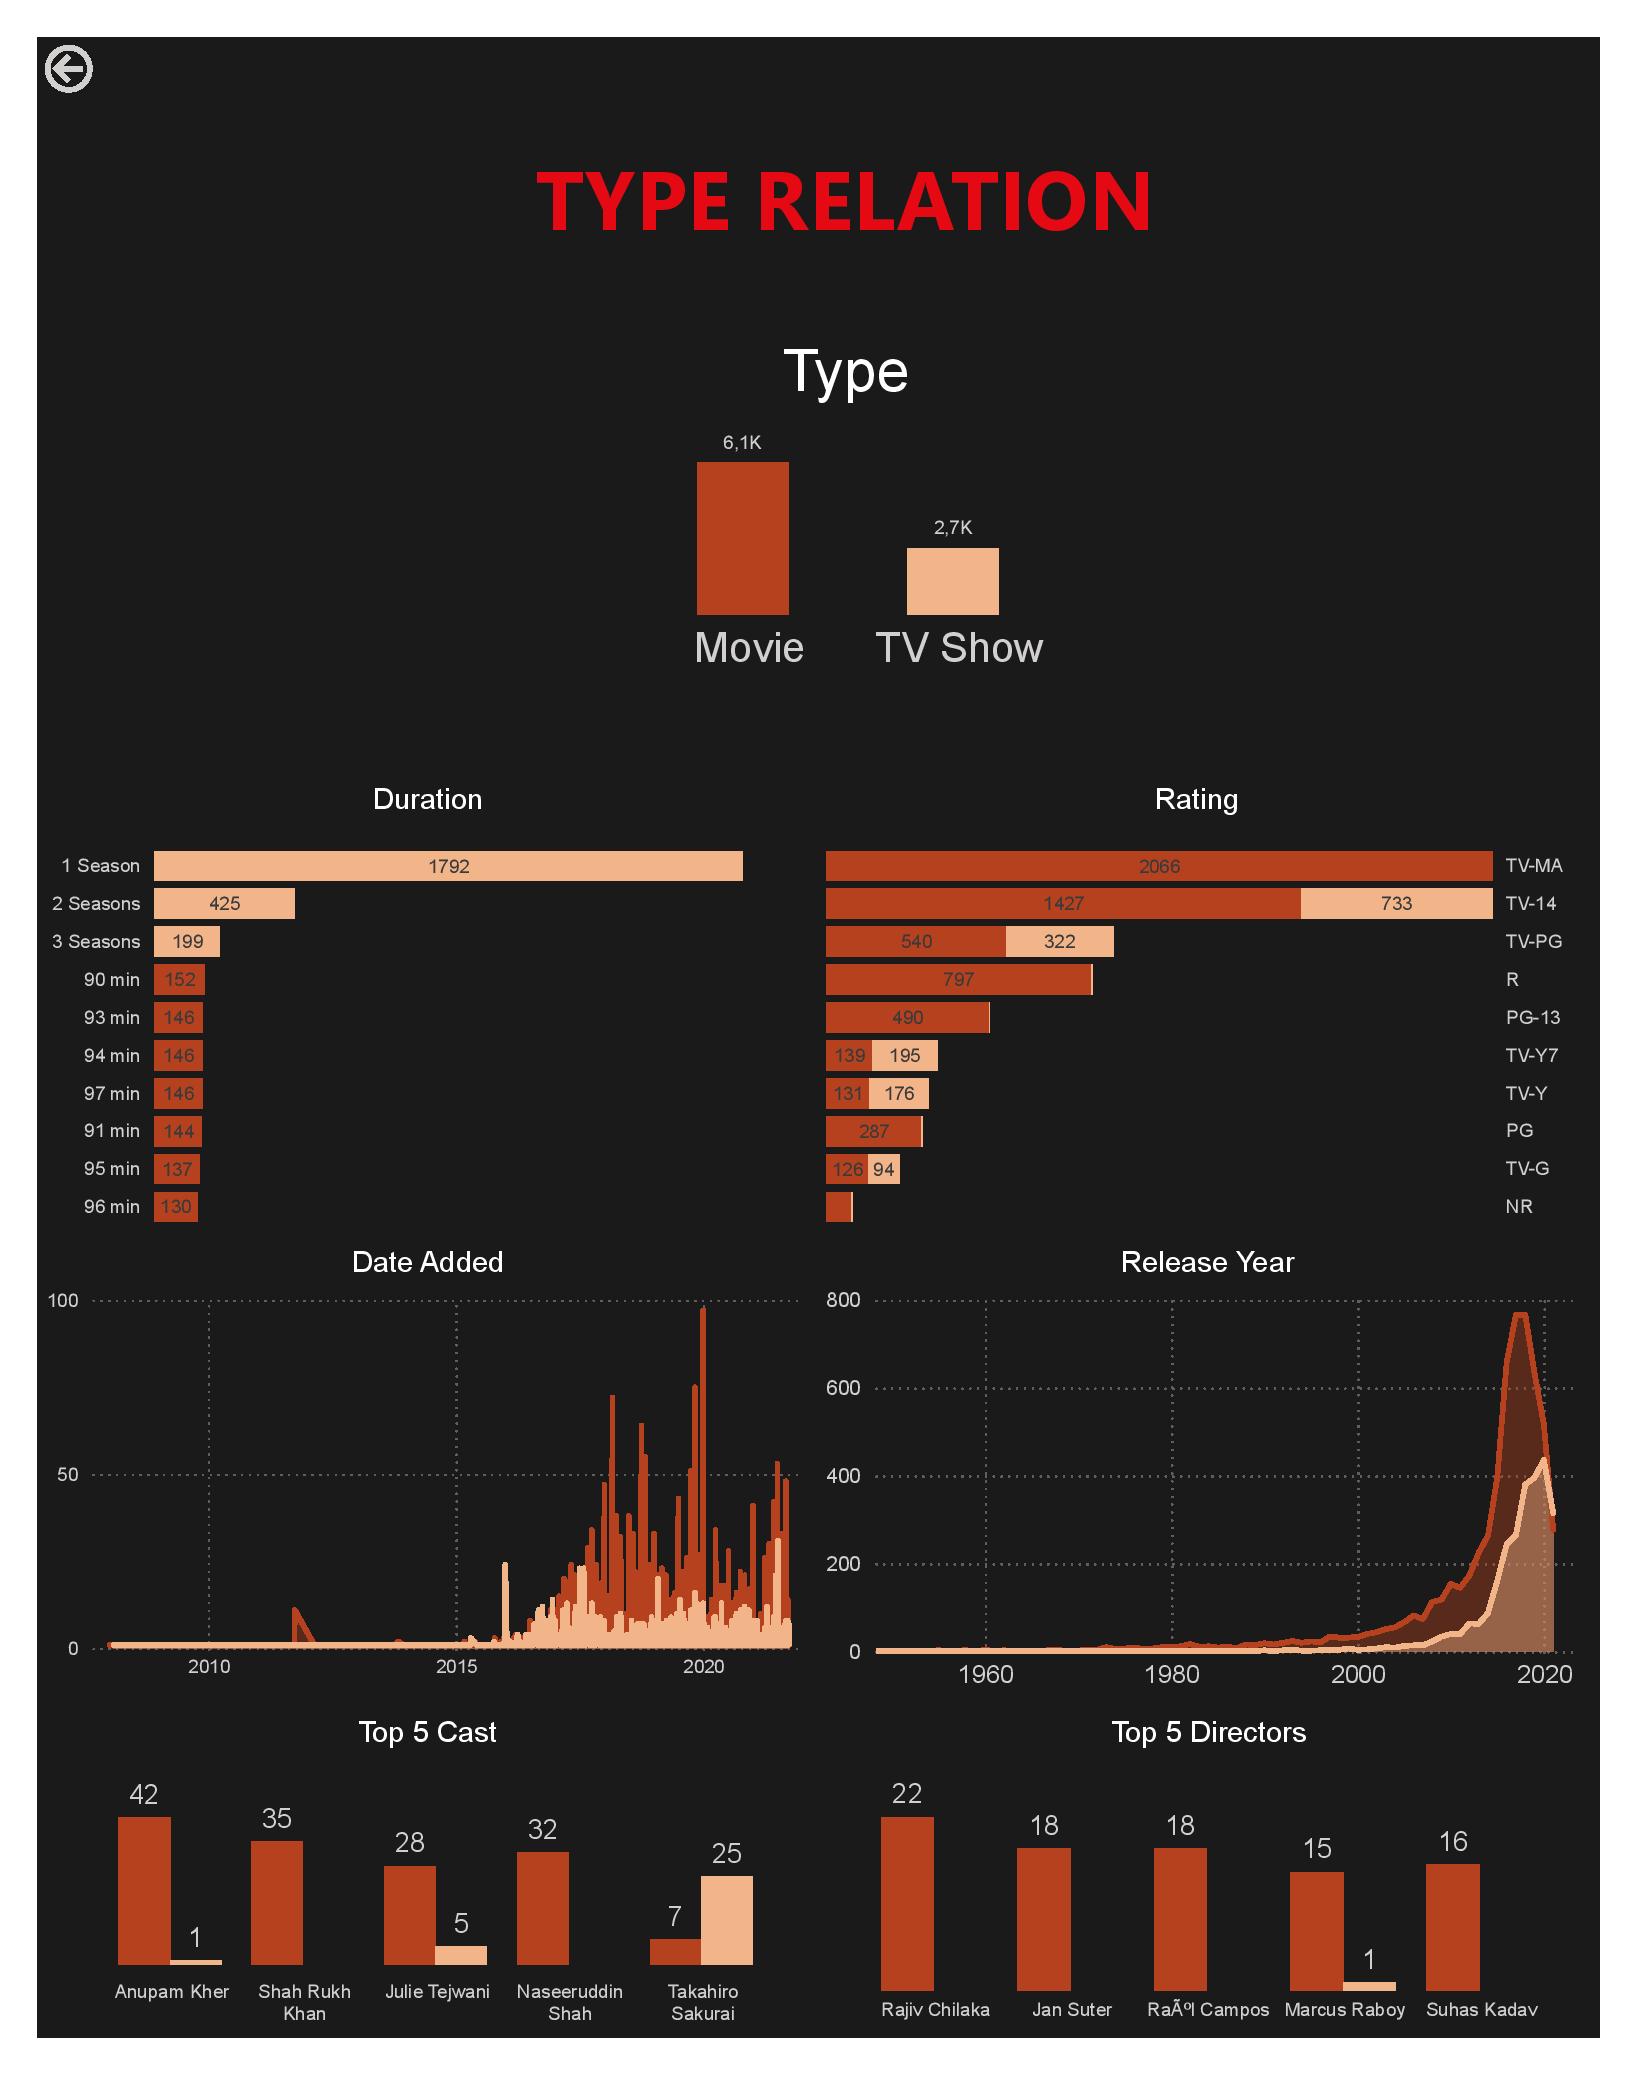 TYPE RELATION
Type
6,1K
2,7K
Movie
TV Show
Duration
1 Season
1792
2 Seasons
425
3 Seasons
199
90 min
152
93 min
146
94 min
146
97 min
146
91 min
144
95 min
137
96 min
130
Rating
2066
TV-MA
1427
733
TV-14
540
322
TV-PG
797
R
490
PG-13
139
195
TV-Y7
131
176
TV-Y
287
PG
126
94
TV-G
NR
Date Added
100
50
0
2010
2015
2020
Release Year
800
600
400
200
0
1960
1980
2000
2020
Top 5 Cast
42
1
35
28
5
32
7
25
Anupam Kher
Shah Rukh
Khan
Julie Tejwani
Naseeruddin
Shah
Takahiro
Sakurai
Top 5 Directors
22
18
18
15
1
16
Rajiv Chilaka
Jan Suter
RaÃºl Campos
Marcus Raboy
Suhas Kadav